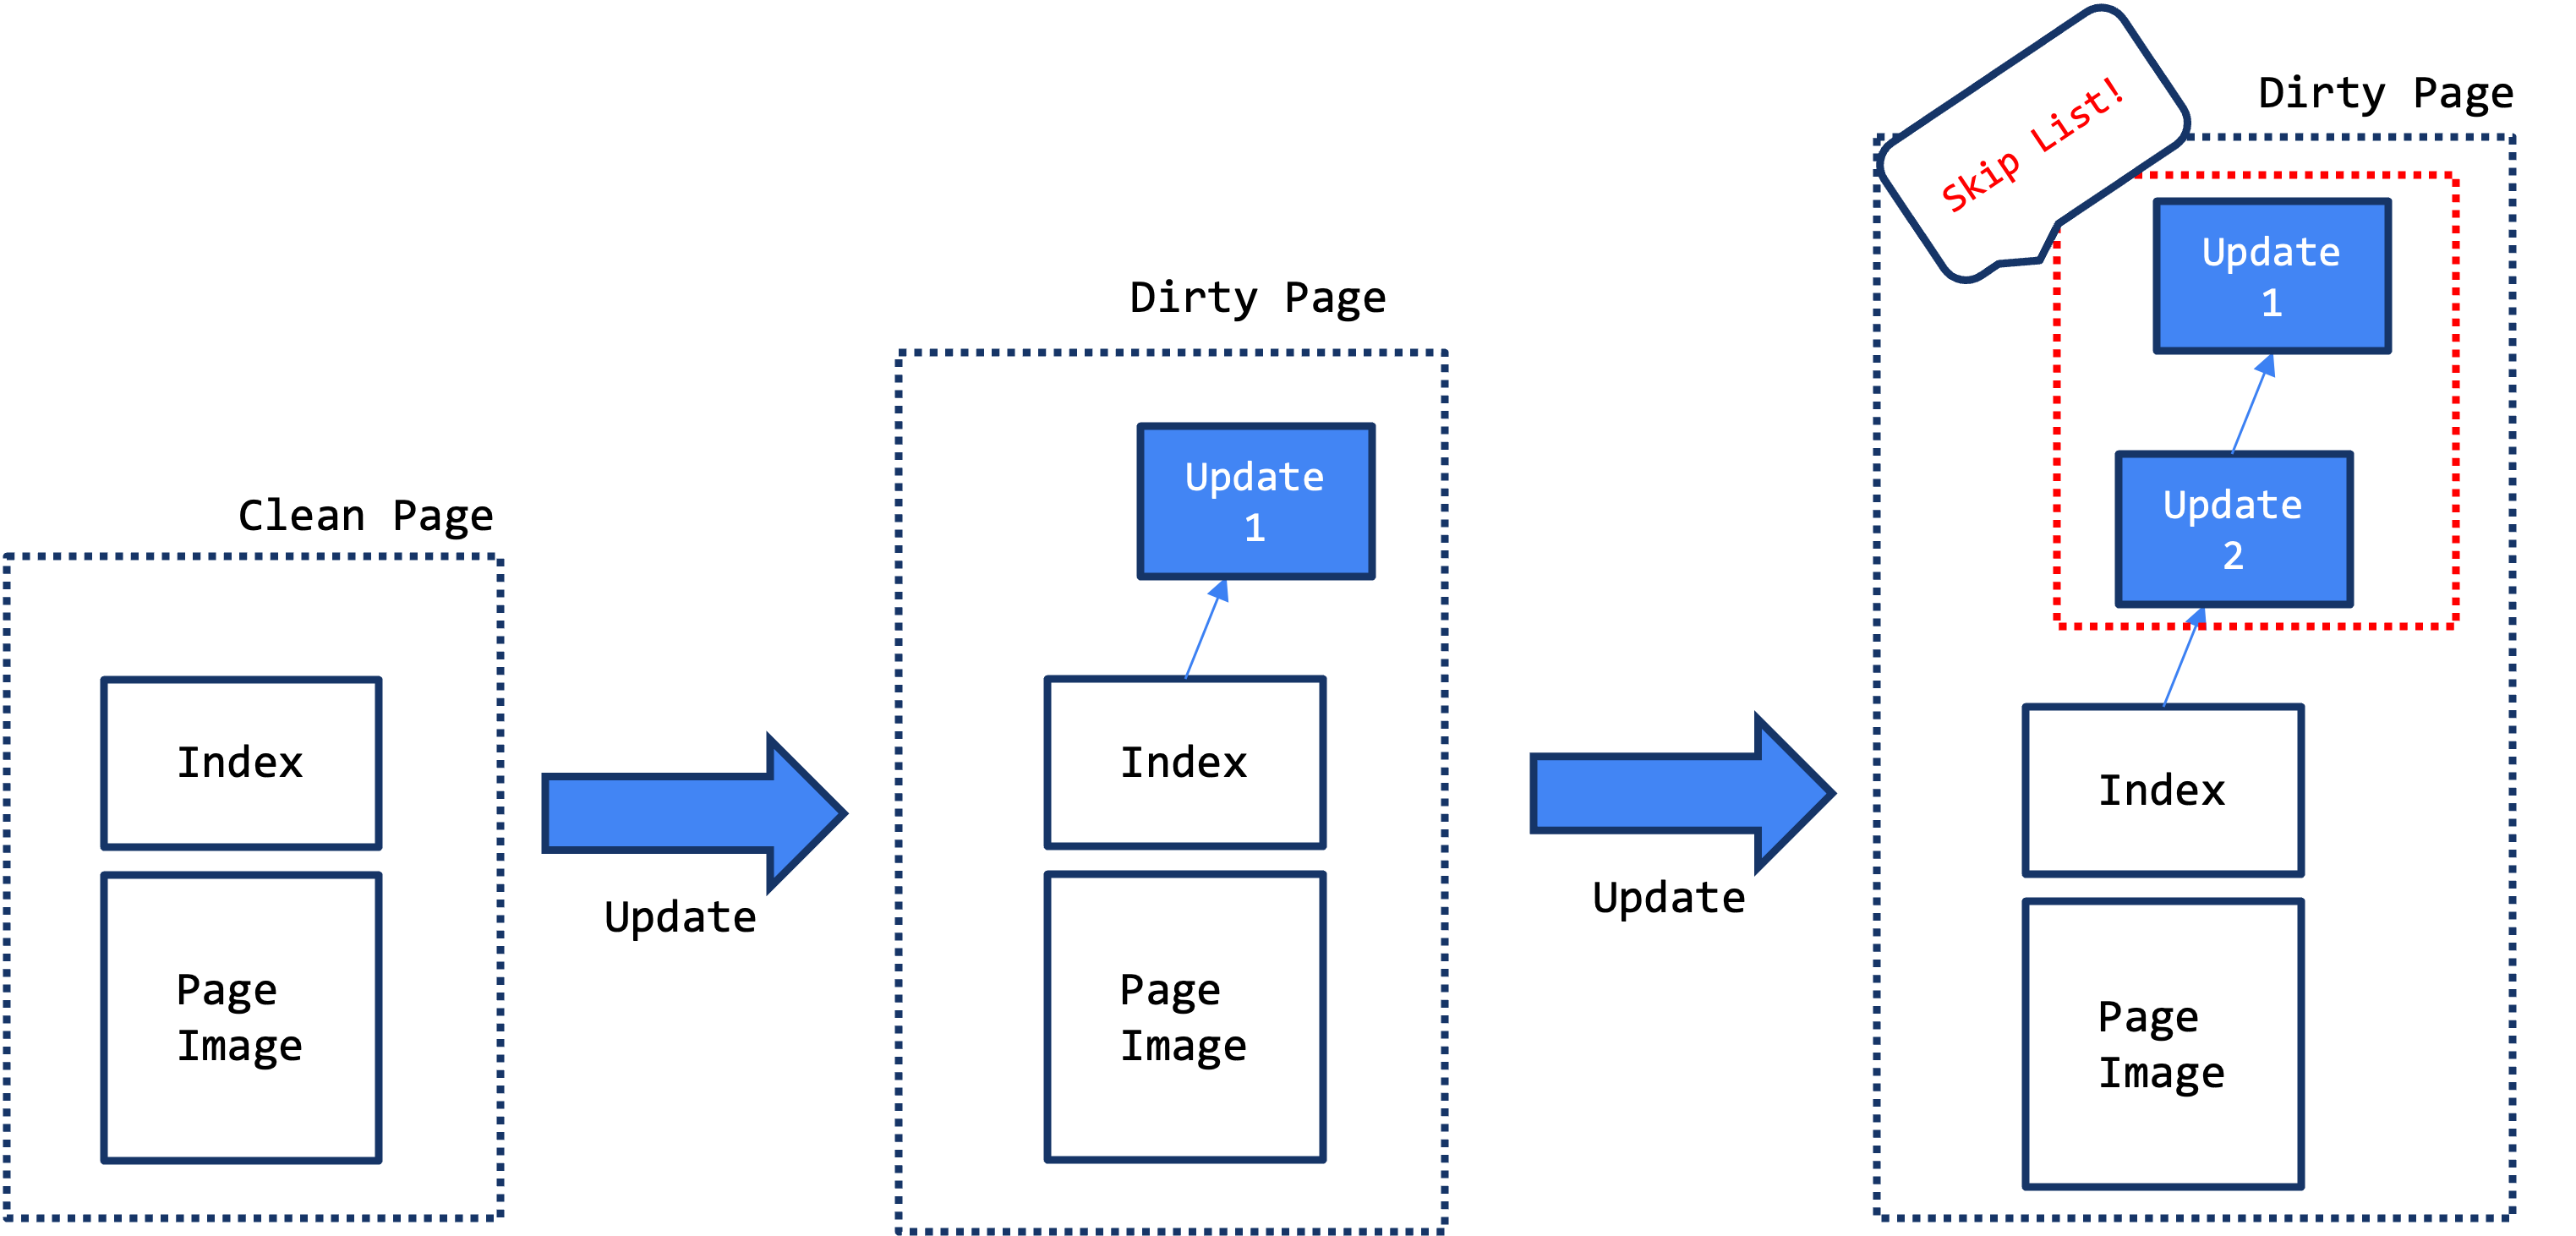 Clean Page
Index
Page
Image
Update
Dirty Page
Update
1
Index
Page
Image
Update
Dirty Page
Skip List!
Update
1
Update
2
Index
Page
Image